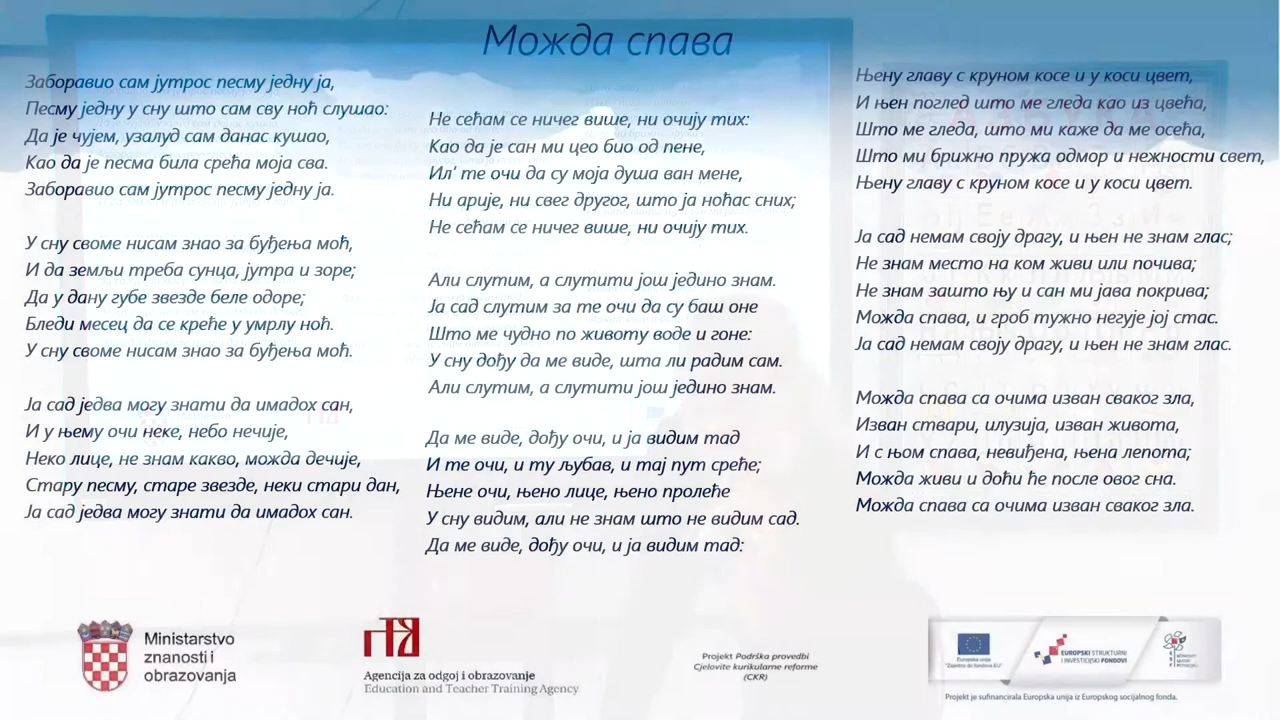 Можда спава
Заборавио сам јутрос песму једну ја,
Песму једну у сну што сам сву ноћ слушао:
Да је чујем, узалуд сам данас кушао,
Као да је песма била срећа моја сва.
Заборавио сам јутрос песму једну ја.
У сну своме нисам знао за буђења моћ,
И да земљи треба сунца, јутра и зоре;
Да у дану губе звезде беле одоре;
Бледи месец да се креће у умрлу ноћ.
У сну своме нисам знао за буђења моћ.
Ја сад једва могу знати да имадох сан,
И у њему очи неке, небо нечије,
Неко лице, не знам какво, можда дечије,
Стару песму, старе звезде, неки стари дан,
Ја сад једва могу знати да имадох сан.
Не сећам се ничег више, ни очију тих:
Као да је сан ми цео био од пене,
Ил' те очи да су моја душа ван мене,
Ни арије, ни свег другог, што ја ноћас сних;
Не сећам се ничег више, ни очију тих.
Али слутим, а слутити још једино знам.
Ја сад слутим за те очи да су баш оне
Што ме чудно по животу воде и гоне:
У сну дођу да ме виде, шта ли радим сам.
Али слутим, а слутити још једино знам.
Да ме виде, дођу очи, и ја видим тад
И те очи, и ту љубав, и тај пут среће;
Њене очи, њено лице, њено пролеће
У сну видим, али не знам што не видим сад.
Да ме виде, дођу очи, и ја видим тад:
Њену главу с круном косе и у коси цвет,
И њен поглед што ме гледа као из цвећа,
Што ме гледа, што ми каже да ме осећа,
Што ми брижно пружа одмор и нежности свет,
Њену главу с круном косе и у коси цвет.
Ја сад немам своју драгу, и њен не знам глас;
Не знам место на ком живи или почива;
Не знам зашто њу и сан ми јава покрива;
Можда спава, и гроб тужно негује јој стас.
Ја сад немам своју драгу, и њен не знам глас.
Можда спава са очима изван сваког зла,
Изван ствари, илузија, изван живота,
И с њом спава, невиђена, њена лепота;
Можда живи и доћи ће после овог сна.
Можда спава са очима изван сваког зла.
Ministarstvo
znanosti i
obrazovanja
Agencija za odgoj i obrazovanje
Education and Teacher Training Agency
Projekt Podrška provedbi
Cjelovite kurikularne reforme
(CKR)
Europska unija
"Zajedno do fondova EU"
EUROPSKI STRUKTURNI
I INVESTICIJSKI FONDOVI
Projekt je sufinancirala Europska unija iz Europskog socijalnog fonda.